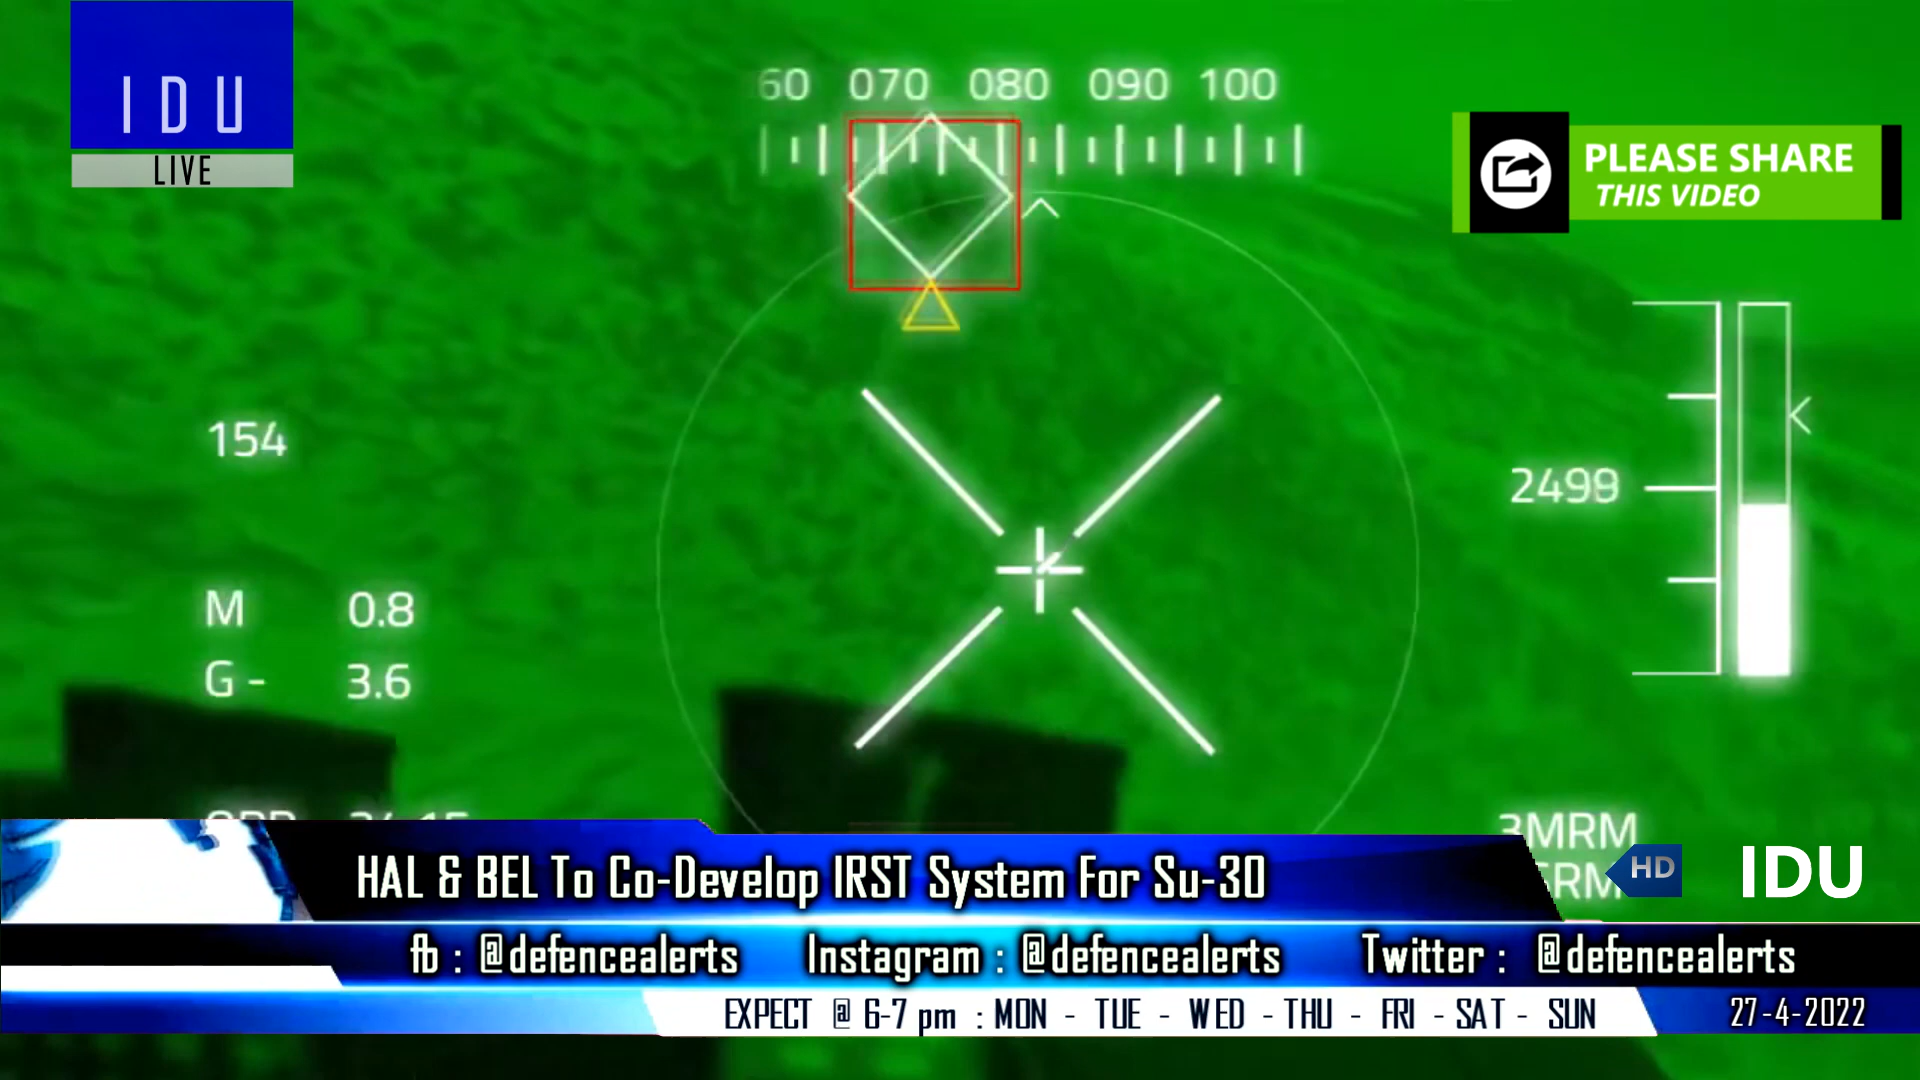 IDU
LIVE
60 070 080 090 100
PLEASE SHARE
THIS VIDEO
154
2498
M 0.8
G - 3.6
3MRM
HAL & BEL To Co-Develop IRST System For Su-30
HD
IDU
fb : @defencealerts Instagram : @defencealerts Twitter : @defencealerts
EXPECT @ 6-7 pm : MON - TUE - WED - THU - FRI - SAT - SUN
27-4-2022